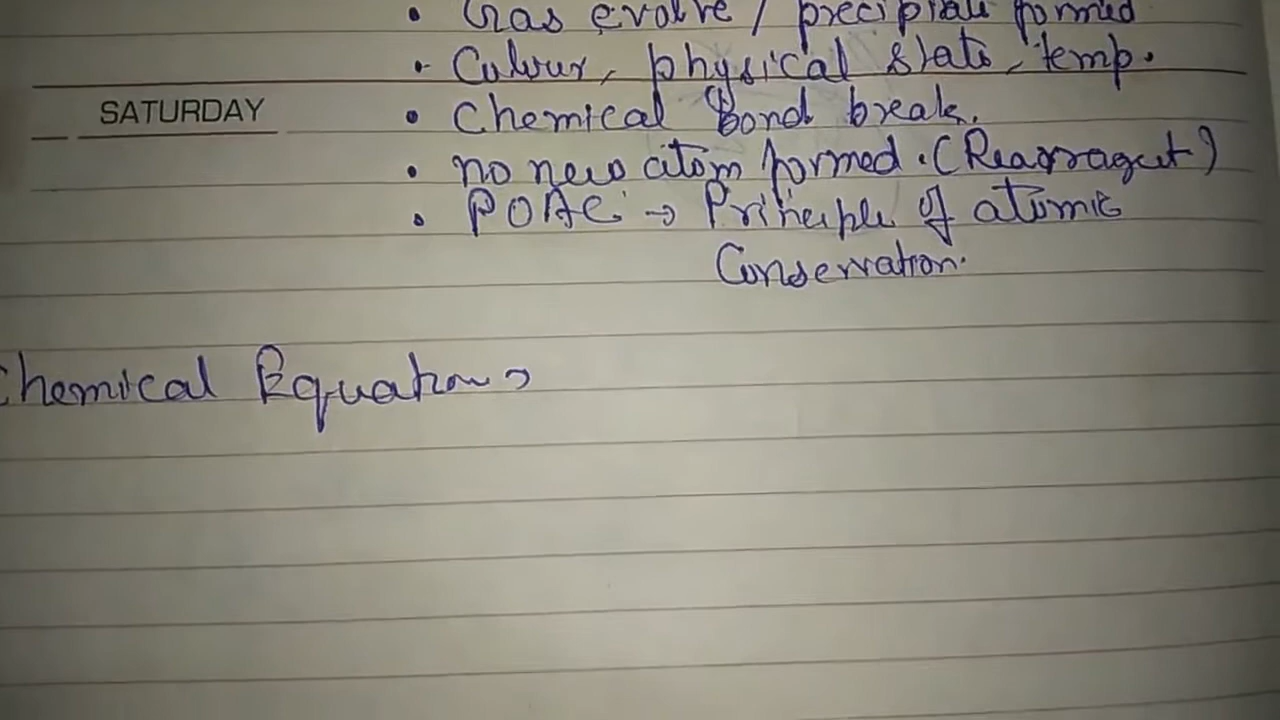 • Gas evolve / precipitate formed
• Colour, physical state, temp.
SATURDAY
• Chemical Bond break.
• no new atom formed. (Rearragent)
• POAC → Principle of atomic
Conservation.
Chemical Equation →